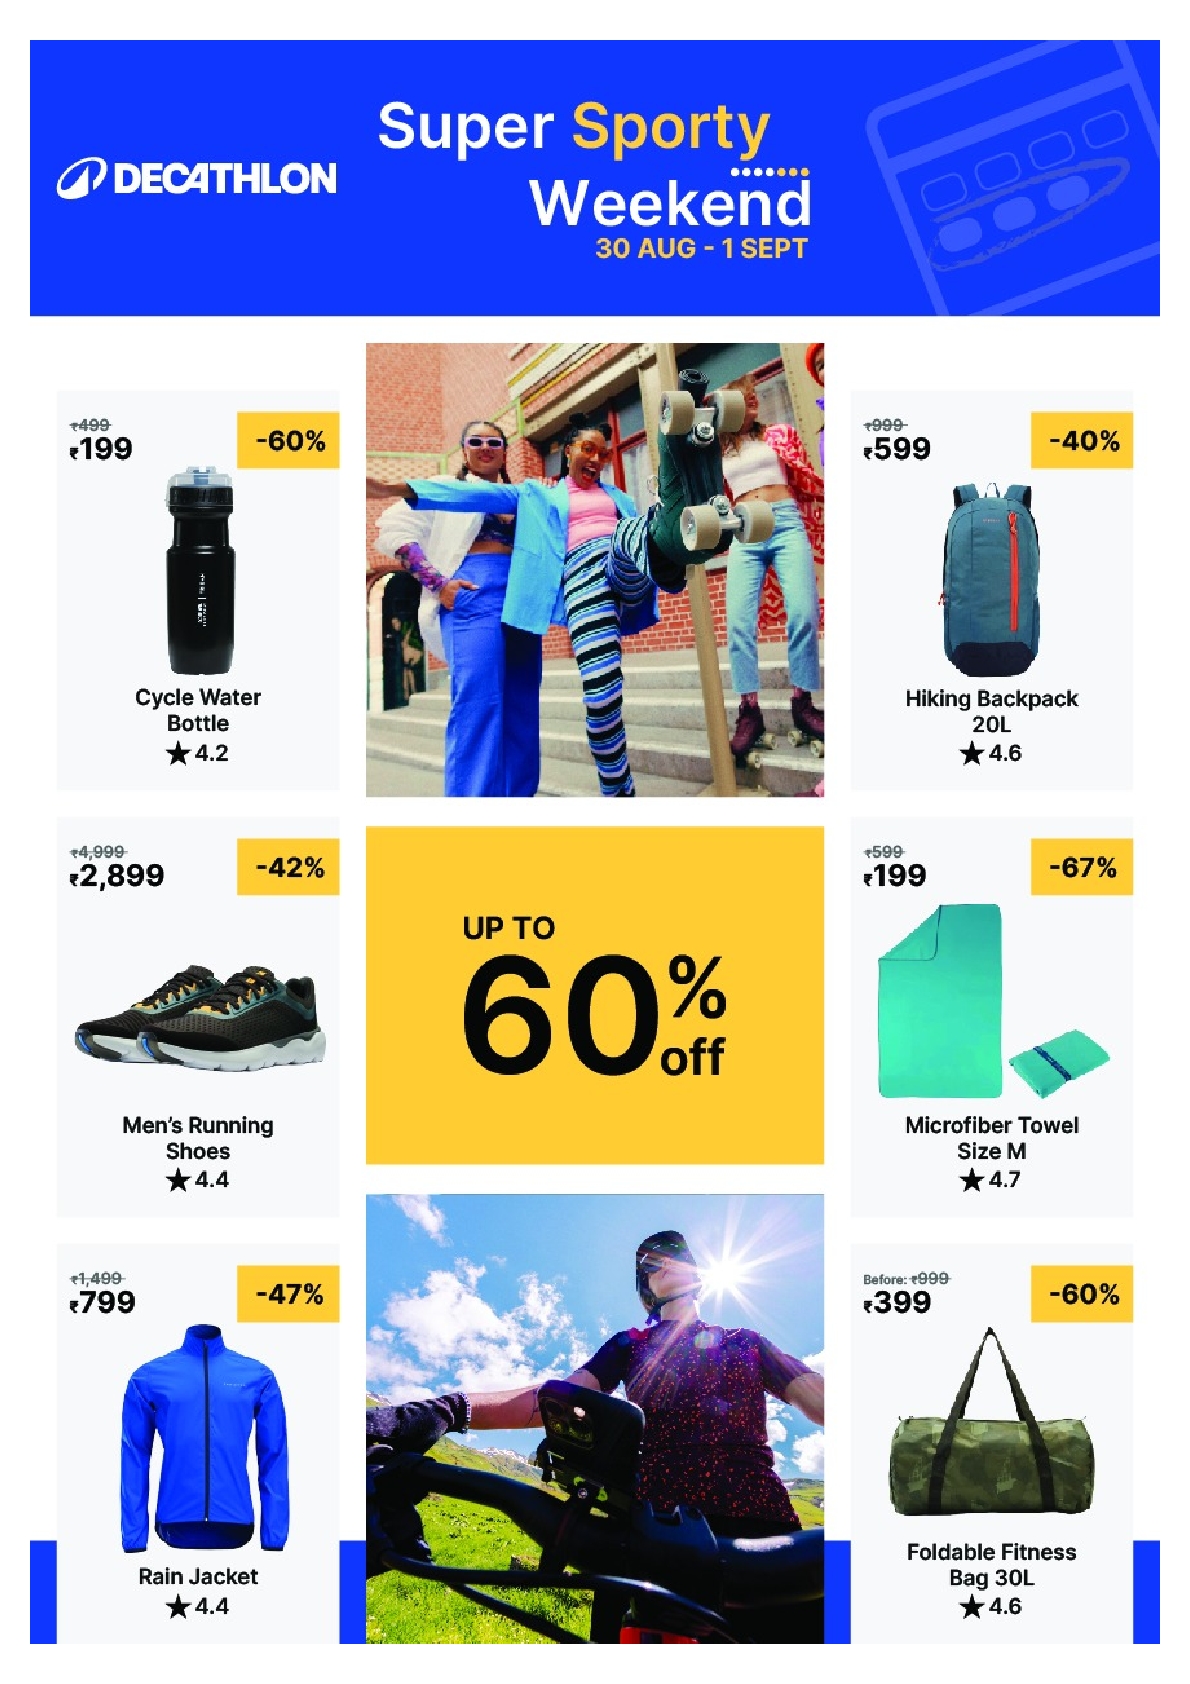 DECATHLON
Super Sporty
Weekend
30 AUG - 1 SEPT
₹499
₹199
-60%
Cycle Water
Bottle
★ 4.2
₹999
₹599
-40%
Hiking Backpack
20L
★ 4.6
₹4,999
₹2,899
-42%
Men's Running
Shoes
★ 4.4
UP TO
60%
off
₹599
₹199
-67%
Microfiber Towel
Size M
★ 4.7
₹1,499
₹799
-47%
Rain Jacket
★ 4.4
Before: ₹999
₹399
-60%
Foldable Fitness
Bag 30L
★ 4.6